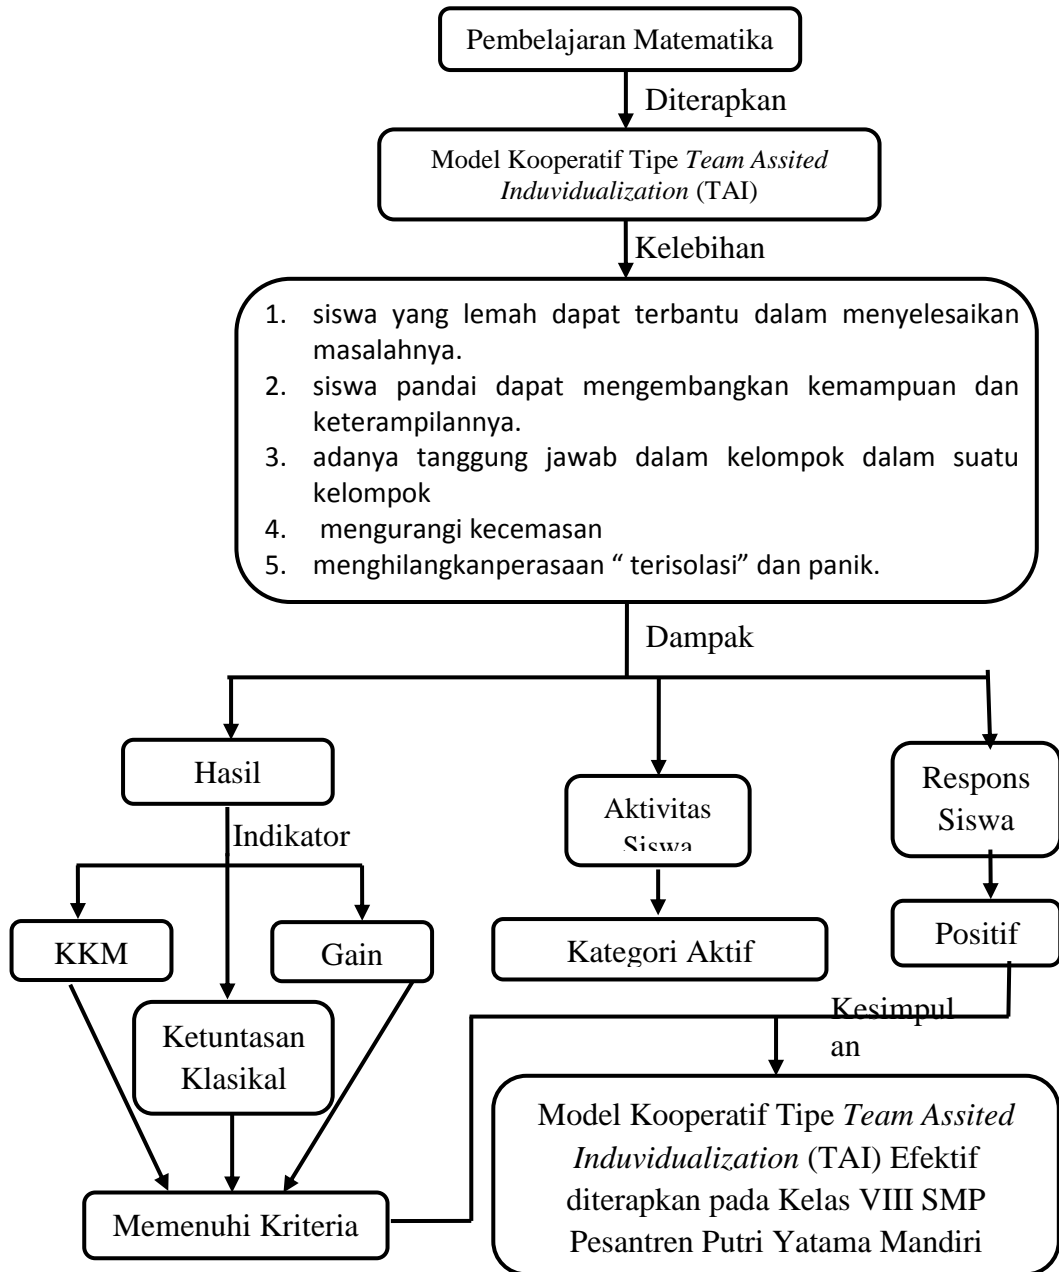 Pembelajaran Matematika
Diterapkan
Model Kooperatif Tipe Team Assited
Induvidualization (TAI)
Kelebihan
1. siswa yang lemah dapat terbantu dalam menyelesaikan
masalahnya.
2. siswa pandai dapat mengembangkan kemampuan dan
keterampilannya.
3. adanya tanggung jawab dalam kelompok dalam suatu
kelompok
4. mengurangi kecemasan
5. menghilangkanperasaan “ terisolasi” dan panik.
Dampak
Hasil
Aktivitas
Siswa
Respons
Siswa
Indikator
KKM
Gain
Kategori Aktif
Positif
Ketuntasan
Klasikal
Kesimpul
an
Memenuhi Kriteria
Model Kooperatif Tipe Team Assited
Induvidualization (TAI) Efektif
diterapkan pada Kelas VIII SMP
Pesantren Putri Yatama Mandiri